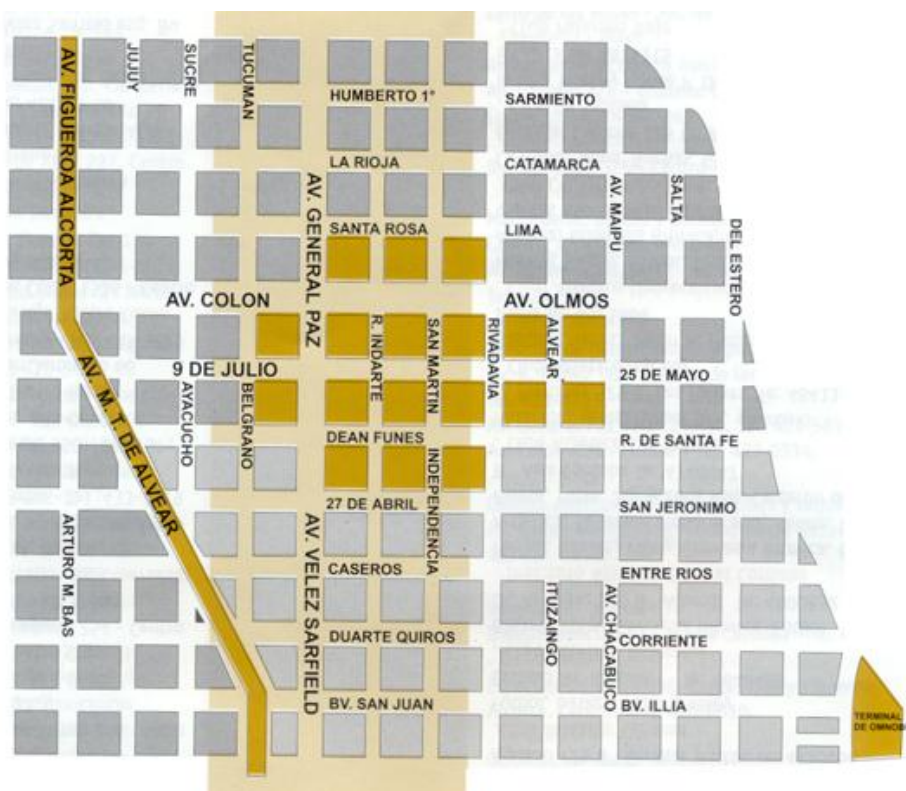 AV. FIGUEROA ALCORTA
JUJUY
SUCRE
TUCUMAN
HUMBERTO 1°
SARMIENTO
LA RIOJA
CATAMARCA
AV. GENERAL PAZ
AV. MAIPU
SALTA
SANTA ROSA
LIMA
DEL ESTERO
AV. COLON
AV. OLMOS
R. INDARTE
SAN MARTIN
RIVADAVIA
ALVEAR
9 DE JULIO
25 DE MAYO
AV. M. T. DE ALVEAR
AYACUCHO
BELGRANO
DEAN FUNES
R. DE SANTA FE
INDEPENDENCIA
27 DE ABRIL
SAN JERONIMO
ARTURO M. BAS
AV. VELEZ SARFIELD
CASEROS
ENTRE RIOS
ITUZAINGO
AV. CHACABUCO
DUARTE QUIROS
CORRIENTE
BV. SAN JUAN
BV. ILLIA
TERMINAL
DE OMNOB